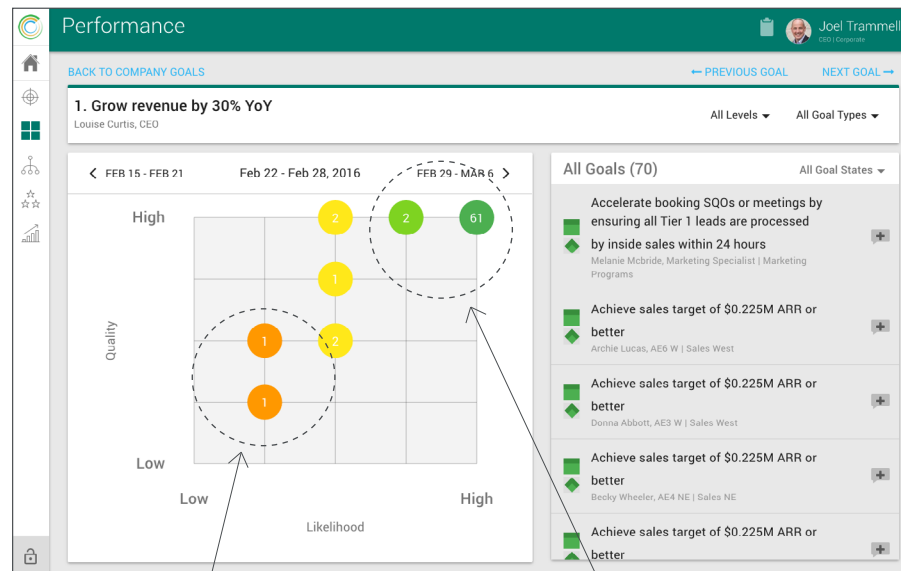 Performance
Joel Trammell
CEO | Corporate
BACK TO COMPANY GOALS
PREVIOUS GOAL
NEXT GOAL
1. Grow revenue by 30% YoY
Louise Curtis, CEO
All Levels
All Goal Types
FEB 15 - FEB 21
Feb 22 - Feb 28, 2016
FEB 29 - MAR 6
High
2
2
61
1
Quality
1
2
1
Low
Low
High
Likelihood
All Goals (70)
All Goal States
Accelerate booking SQOs or meetings by
ensuring all Tier 1 leads are processed
by inside sales within 24 hours
Melanie Mcbride, Marketing Specialist | Marketing
Programs
Achieve sales target of $0.225M ARR or
better
Archie Lucas, AE6 W | Sales West
Achieve sales target of $0.225M ARR or
better
Donna Abbott, AE3 W | Sales West
Achieve sales target of $0.225M ARR or
better
Becky Wheeler, AE4 NE | Sales NE
Achieve sales target of $0.225M ARR or
better